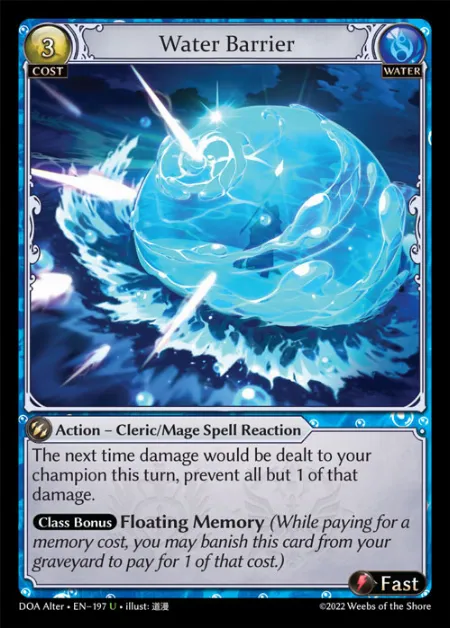 3
COST
Water Barrier
WATER
Action – Cleric/Mage Spell Reaction
The next time damage would be dealt to your
champion this turn, prevent all but 1 of that
damage.
Class Bonus Floating Memory (While paying for a
memory cost, you may banish this card from your
graveyard to pay for 1 of that cost.)
Fast
DOA Alter • EN-197 U • illust: 道漫
©2022 Weebs of the Shore